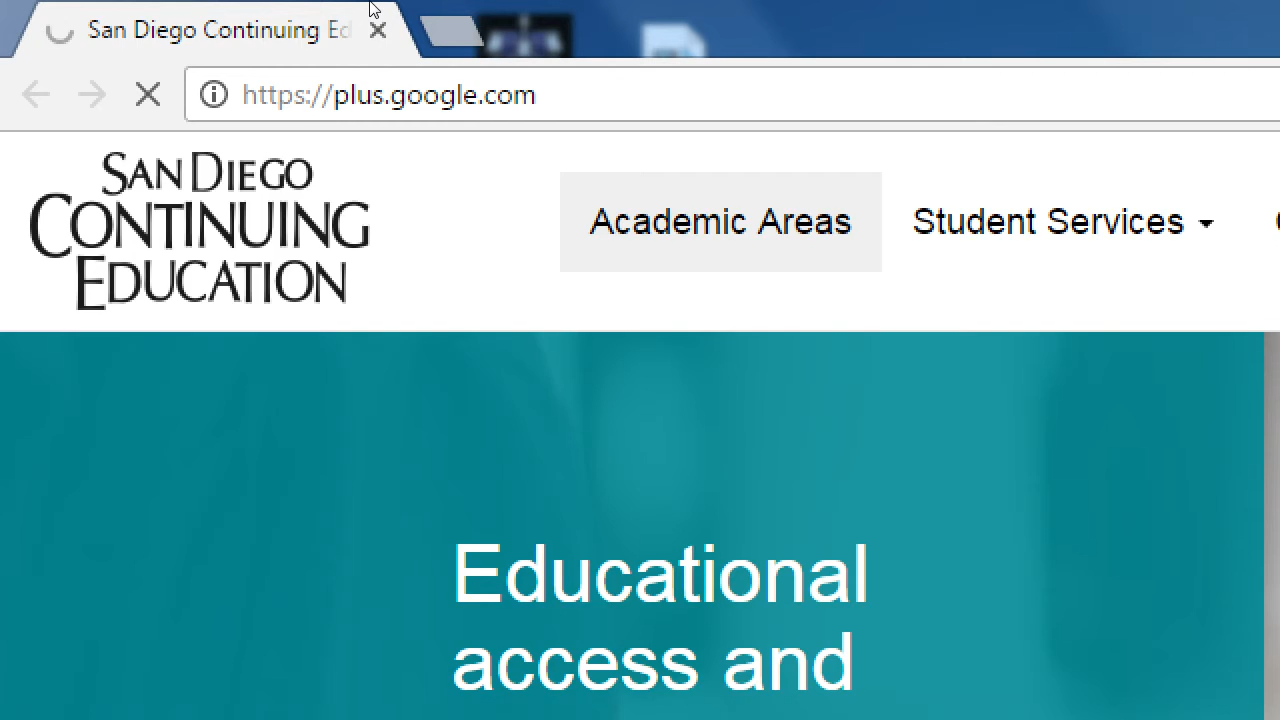 San Diego Continuing Ed
https://plus.google.com
SAN DIEGO
CONTINUING
EDUCATION
Academic Areas
Student Services
Educational
access and